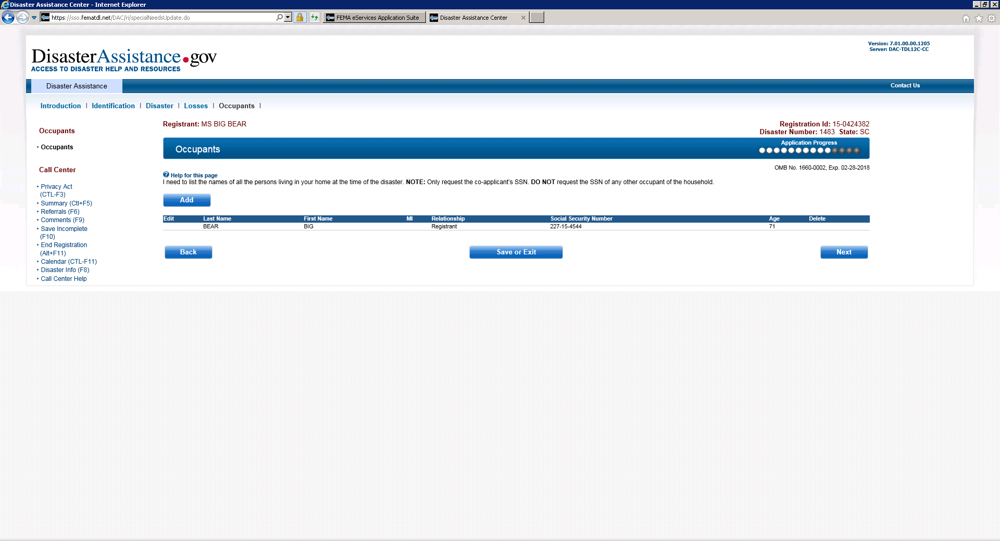 Disaster Assistance Center - Internet Explorer
https://sso.fematdl.net/DAC/ri/specialNeedsUpdate.do
FEMA eServices Application Suite
Disaster Assistance Center
Version: 7.01.00.00.1205
Server: DAC-TDL12C-CC
DisasterAssistance.gov
ACCESS TO DISASTER HELP AND RESOURCES
Disaster Assistance
Contact Us
Introduction | Identification | Disaster | Losses | Occupants |
Occupants
Occupants
Call Center
Privacy Act
(CTL-F3)
Summary (Ctl+F5)
Referrals (F6)
Comments (F9)
Save Incomplete
(F10)
End Registration
(Alt+F11)
Calendar (CTL-F11)
Disaster Info (F8)
Call Center Help
Registrant: MS BIG BEAR
Registration Id: 15-0424382
Disaster Number: 1483 State: SC
Occupants
Application Progress
OMB No. 1660-0002, Exp. 02-28-2018
Help for this page
I need to list the names of all the persons living in your home at the time of the disaster. NOTE: Only request the co-applicant's SSN. DO NOT request the SSN of any other occupant of the household.
Add
Edit Last Name First Name MI Relationship Social Security Number Age Delete
BEAR BIG Registrant 227-15-4544 71
Back
Save or Exit
Next